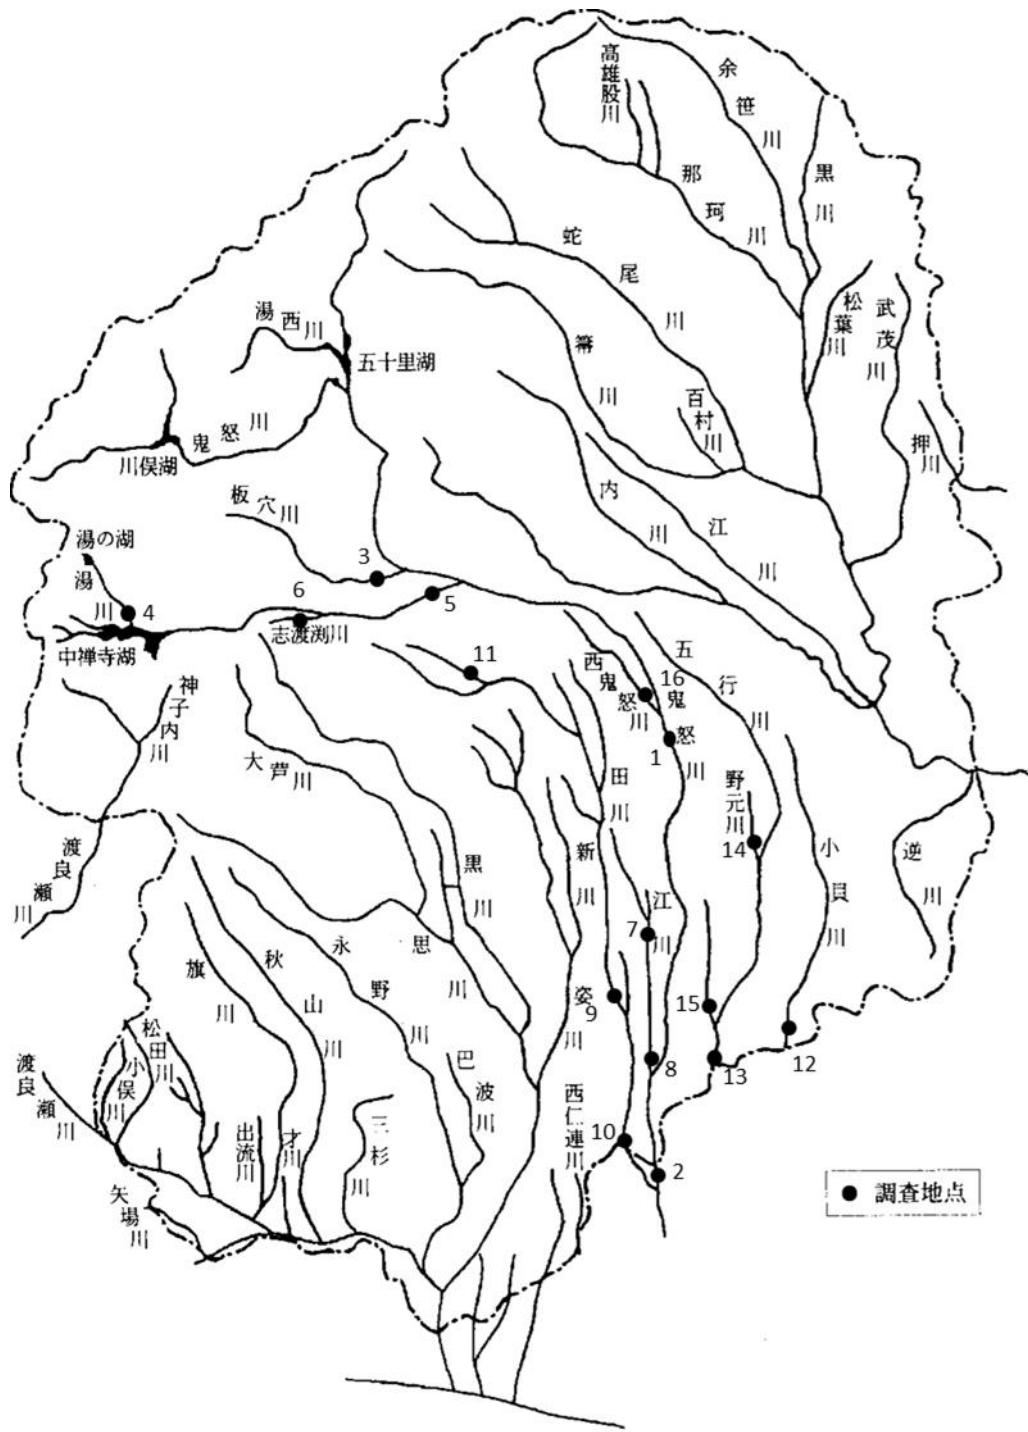 高雄股川
余笹川
黒川
那珂川
蛇尾川
松葉川
武茂川
箒川
湯西川
五十里湖
百村川
押川
鬼怒川
川俣湖
内川
江川
板穴川
湯の湖
湯川
3
6
5
4
志渡渕川
中禅寺湖
11
西鬼怒川
16
鬼怒川
1
五行川
神子内川
大芦川
田川
野元川
14
小貝川
逆川
渡良瀬川
黒川
新川
江川
7
思川
永野川
秋山川
旗川
姿川
9
15
12
13
8
松田川
小俣川
渡良瀬川
巴波川
三杉川
才川
出流川
西仁連川
10
2
矢場川
調査地点